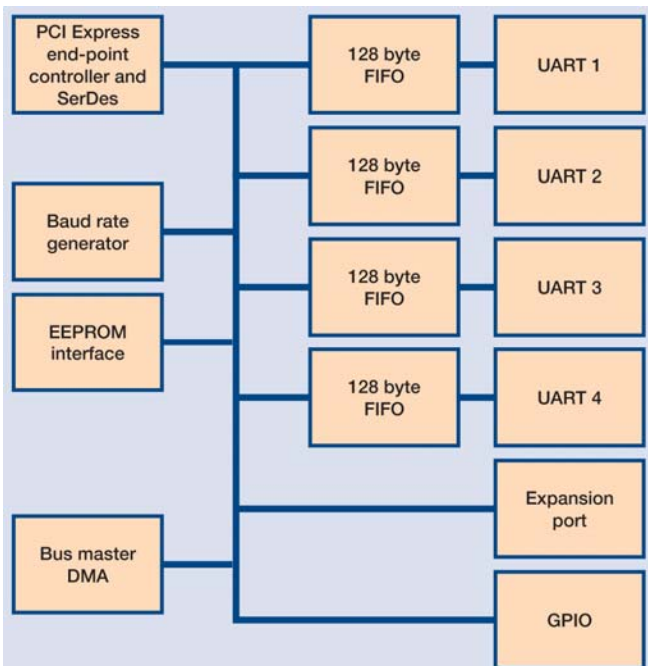 PCI Express
end-point
controller and
SerDes
128 byte
FIFO
UART 1
128 byte
FIFO
UART 2
Baud rate
generator
128 byte
FIFO
UART 3
EEPROM
interface
128 byte
FIFO
UART 4
Expansion
port
Bus master
DMA
GPIO